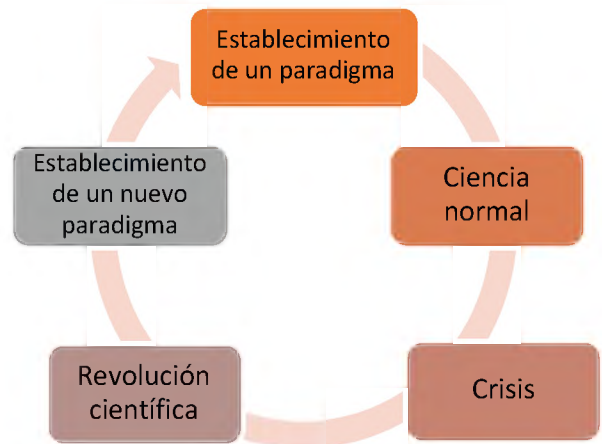 Establecimiento
de un paradigma
Ciencia
normal
Crisis
Revolución
científica
Establecimiento
de un nuevo
paradigma